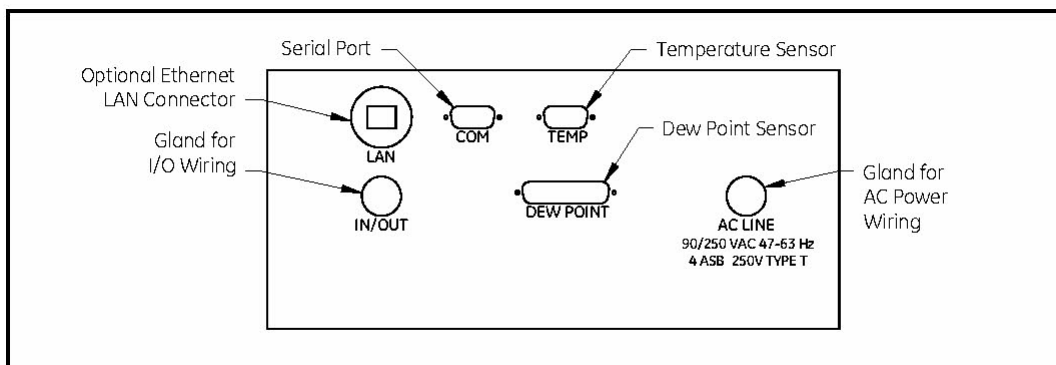 Serial Port
Temperature Sensor
Optional Ethernet
LAN Connector
LAN
COM
TEMP
Dew Point Sensor
Gland for
I/O Wiring
IN/OUT
DEW POINT
AC LINE
90/250 VAC 47-63 Hz
4 ASB 250V TYPE T
Gland for
AC Power
Wiring